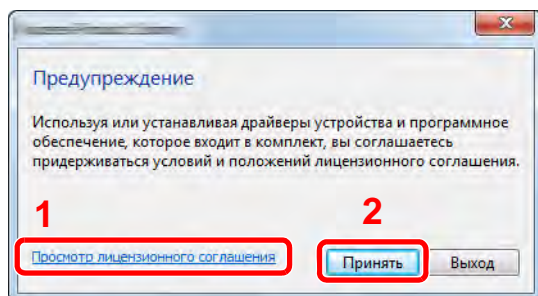 Предупреждение
Используя или устанавливая драйверы устройства и программное
обеспечение, которое входит в комплект, вы соглашаетесь
придерживаться условий и положений лицензионного соглашения.
1
2
Просмотр лицензионного соглашения
Принять
Выход